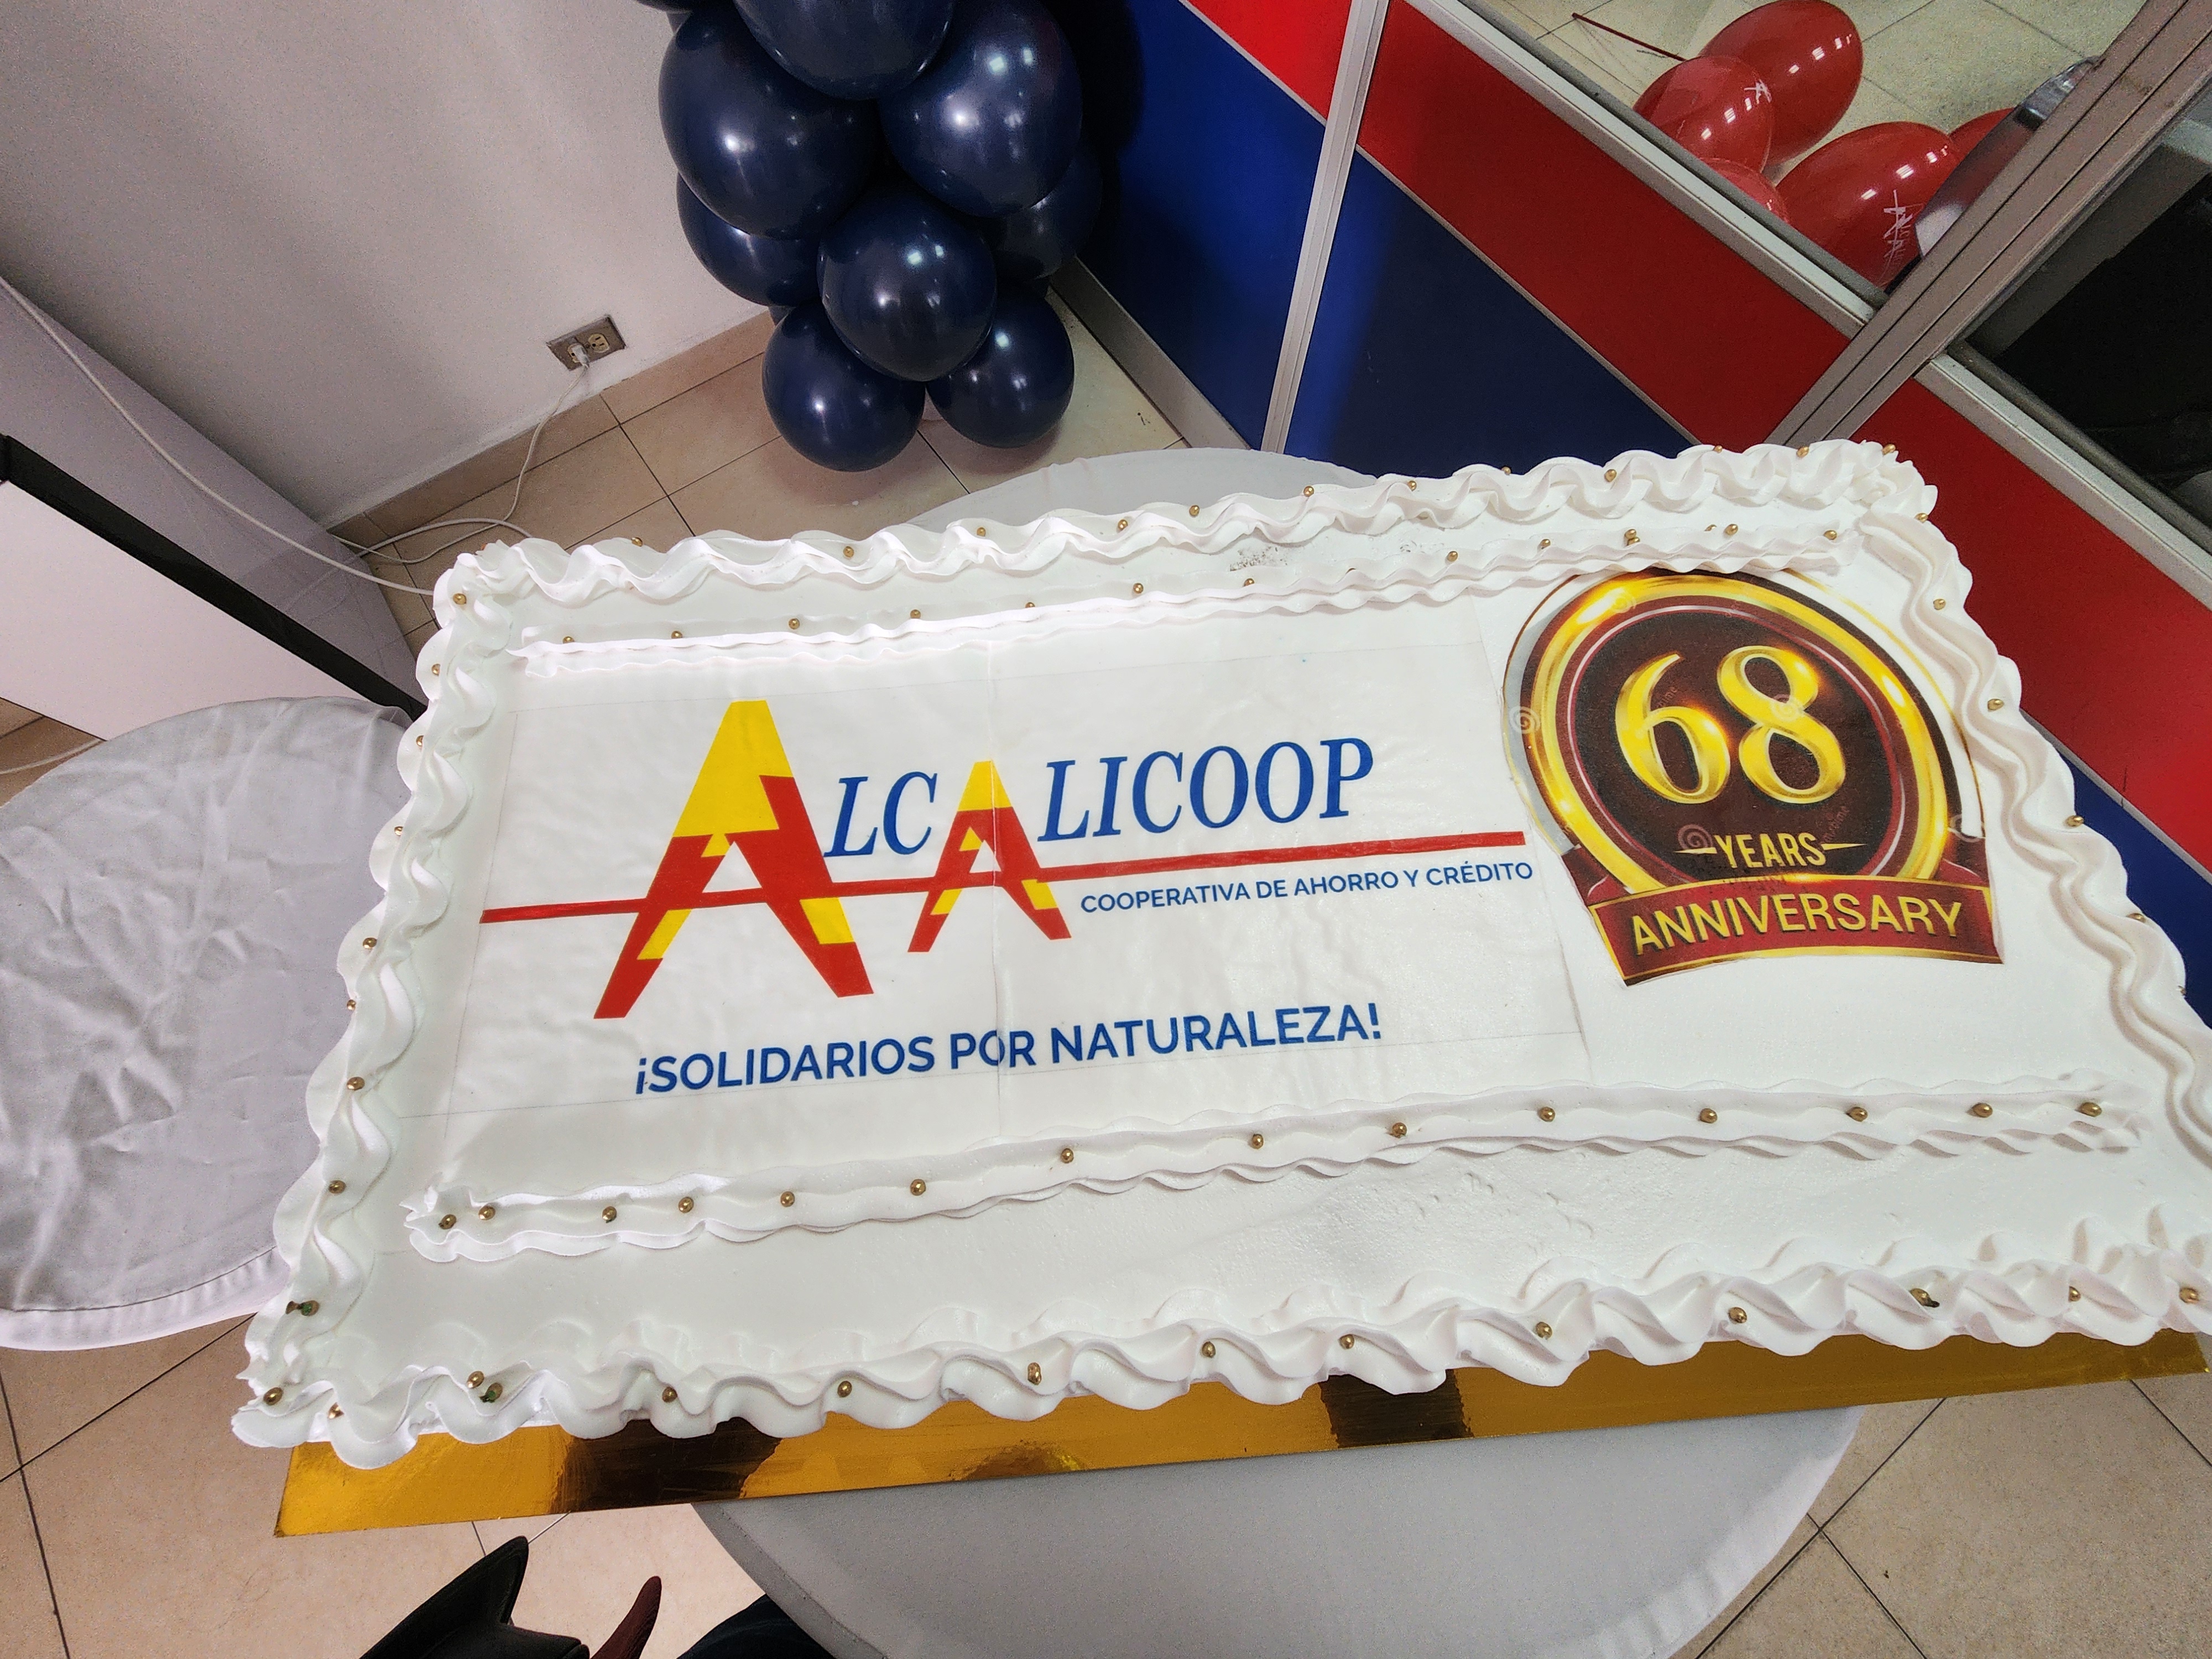 ALCALICOOP
COOPERATIVA DE AHORRO Y CRÉDITO
¡SOLIDARIOS POR NATURALEZA!
68
YEARS
ANNIVERSARY